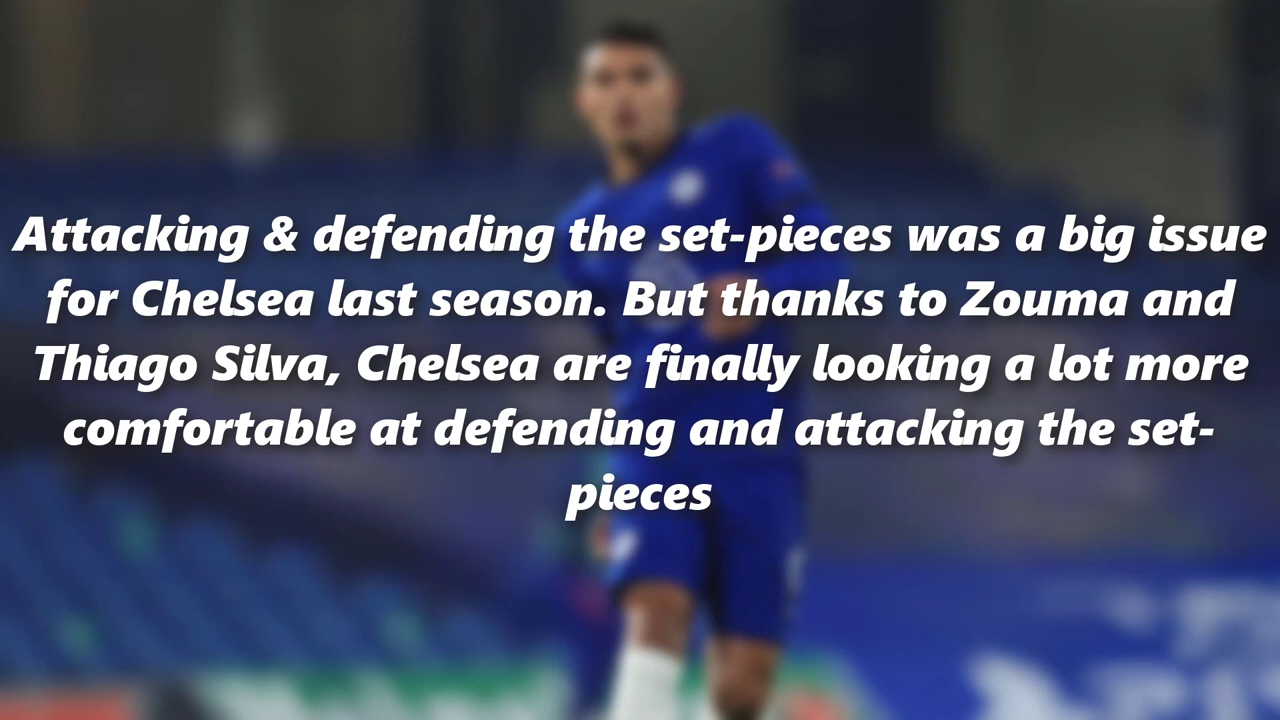 Attacking & defending the set-pieces was a big issue
for Chelsea last season. But thanks to Zouma and
Thiago Silva, Chelsea are finally looking a lot more
comfortable at defending and attacking the set-
pieces